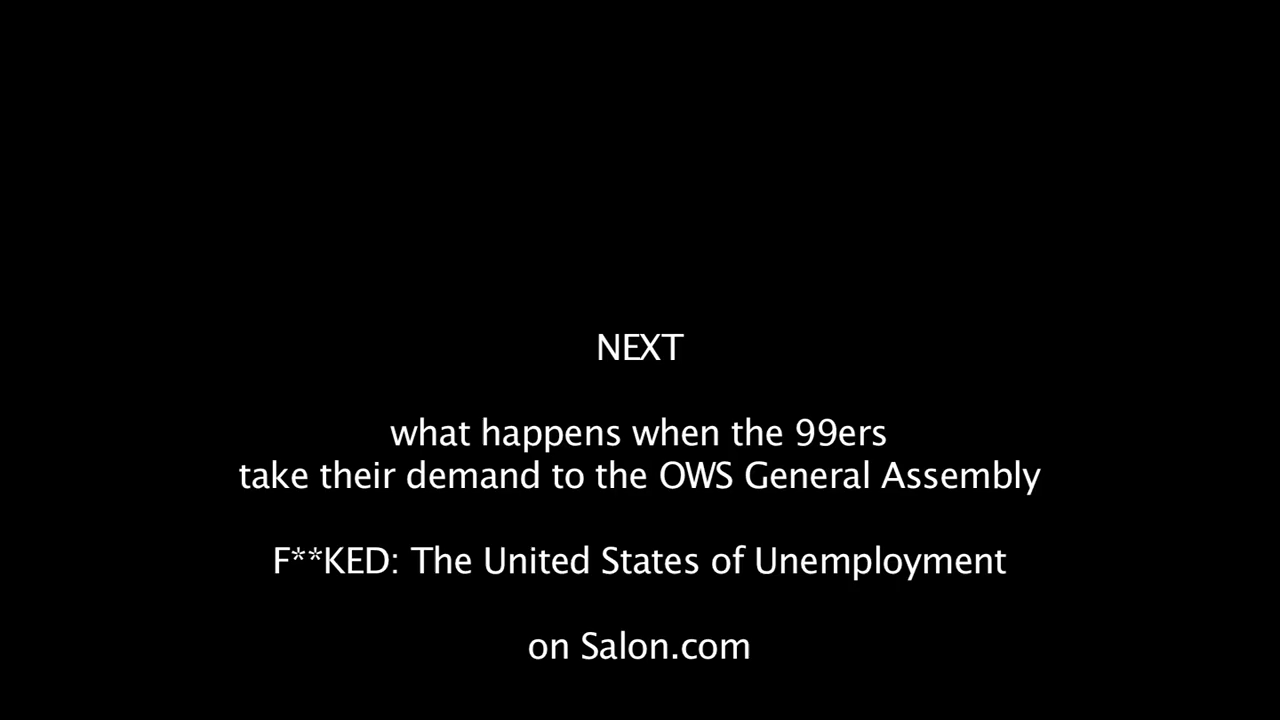 NEXT
what happens when the 99ers
take their demand to the OWS General Assembly
F**KED: The United States of Unemployment
on Salon.com